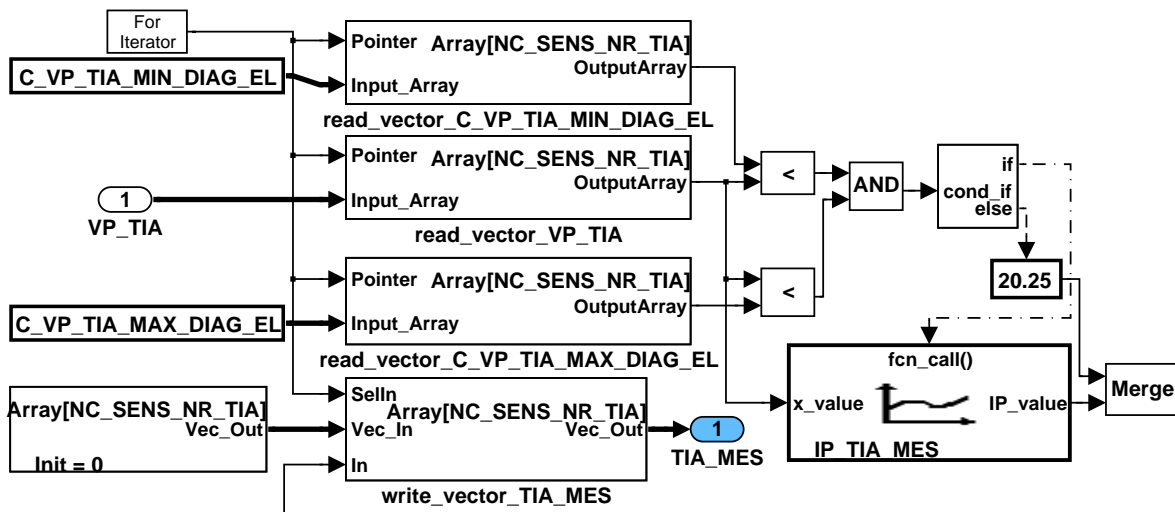 For
Iterator
C_VP_TIA_MIN_DIAG_EL
Pointer
Array[NC_SENS_NR_TIA]
OutputArray
Input_Array
read_vector_C_VP_TIA_MIN_DIAG_EL
1
VP_TIA
Pointer
Array[NC_SENS_NR_TIA]
OutputArray
Input_Array
read_vector_VP_TIA
C_VP_TIA_MAX_DIAG_EL
Pointer
Array[NC_SENS_NR_TIA]
OutputArray
Input_Array
read_vector_C_VP_TIA_MAX_DIAG_EL
<
<
AND
if
cond_if
else
20.25
fcn_call()
x_value
IP_value
IP_TIA_MES
Merge
Array[NC_SENS_NR_TIA]
Vec_Out
Init = 0
SelIn
Array[NC_SENS_NR_TIA]
Vec_In
Vec_Out
In
write_vector_TIA_MES
1
TIA_MES